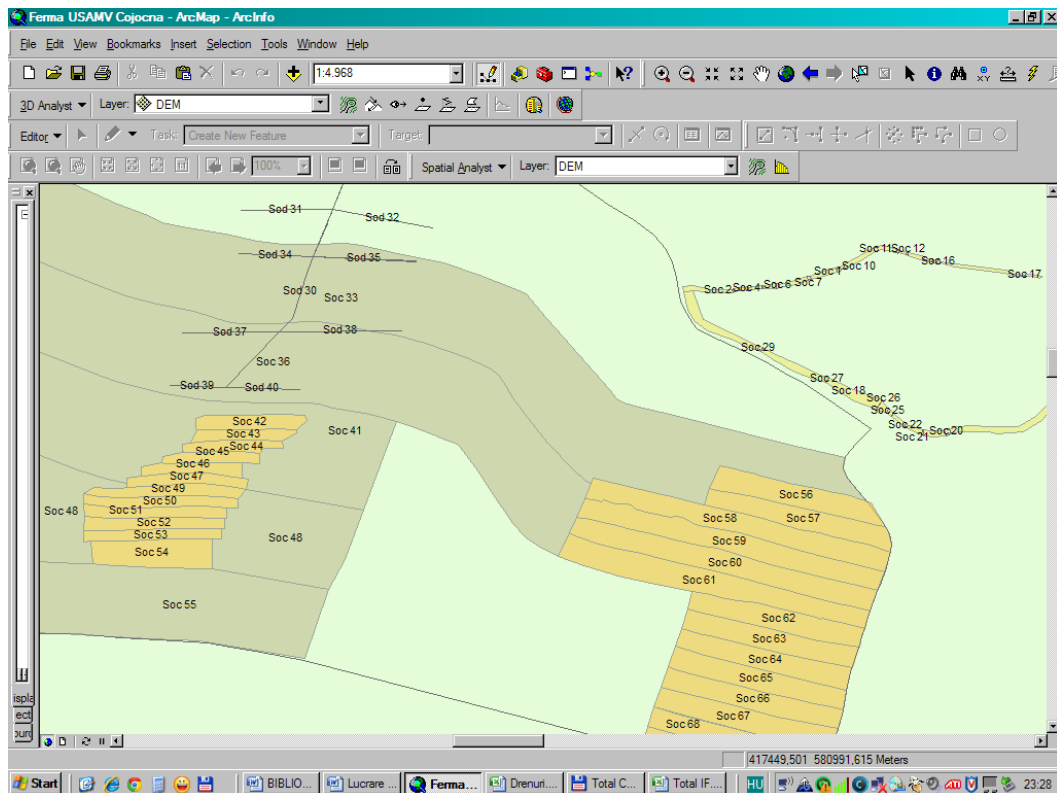 Ferma USAMV Cojocna - ArcMap - ArcInfo
File Edit View Bookmarks Insert Selection Tools Window Help
1:4.968
3D Analyst Layer: DEM
Editor Task: Create New Feature Target:
100% Spatial Analyst Layer: DEM
Sod 31
Sod 32
Sod 34
Sod 35
Sod 30
Soc 33
Sod 37
Sod 38
Soc 36
Sod 39
Sod 40
Soc 42
Soc 41
Soc 43
Soc 44
Soc 45
Soc 46
Soc 47
Soc 49
Soc 50
Soc 48
Soc 51
Soc 52
Soc 53
Soc 48
Soc 54
Soc 55
Soc 11
Soc 12
Soc 16
Soc 10
Soc 17
Soc 1
Soc 2
Soc 4
Soc 6
Soc 7
Soc 29
Soc 27
Soc 18
Soc 26
Soc 25
Soc 22
Soc 20
Soc 21
Soc 56
Soc 58
Soc 57
Soc 59
Soc 60
Soc 61
Soc 62
Soc 63
Soc 64
Soc 65
Soc 66
Soc 67
Soc 68
417449,501 580991,615 Meters
Start BIBLIO... Lucrare ... Ferma... Drenuri... Total C... Total IF.... HU 23:28